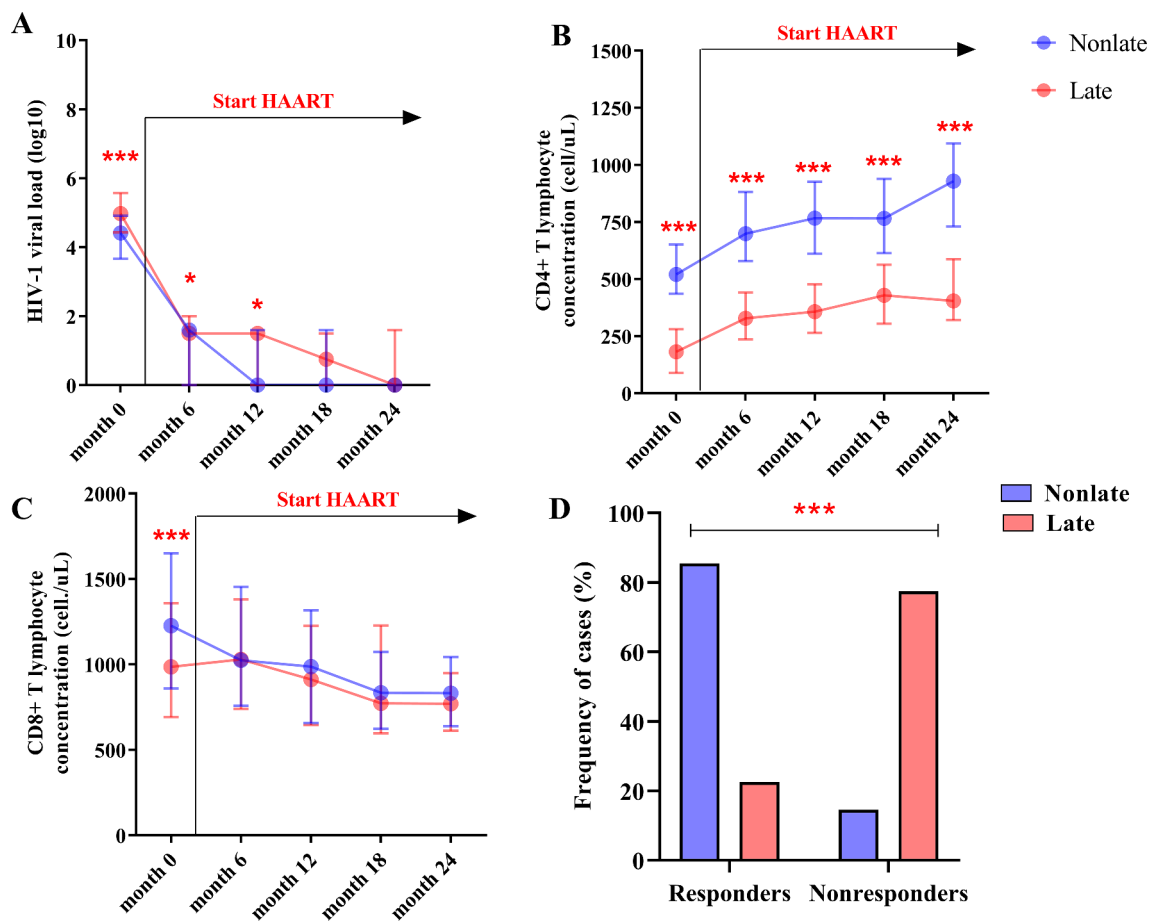 A
HIV-1 viral load (log10)
10
8
6
4
2
0
Start HAART
***
*
*
month 0
month 6
month 12
month 18
month 24
B
CD4+ T lymphocyte
concentration (cell/uL)
1500
1250
1000
750
500
250
0
Start HAART
***
***
***
***
***
month 0
month 6
month 12
month 18
month 24
Nonlate
Late
C
CD8+ T lymphocyte
concentration (cell./uL)
2000
1500
1000
500
0
Start HAART
***
month 0
month 6
month 12
month 18
month 24
D
Frequency of cases (%)
100
80
60
40
20
0
***
Responders
Nonresponders
Nonlate
Late